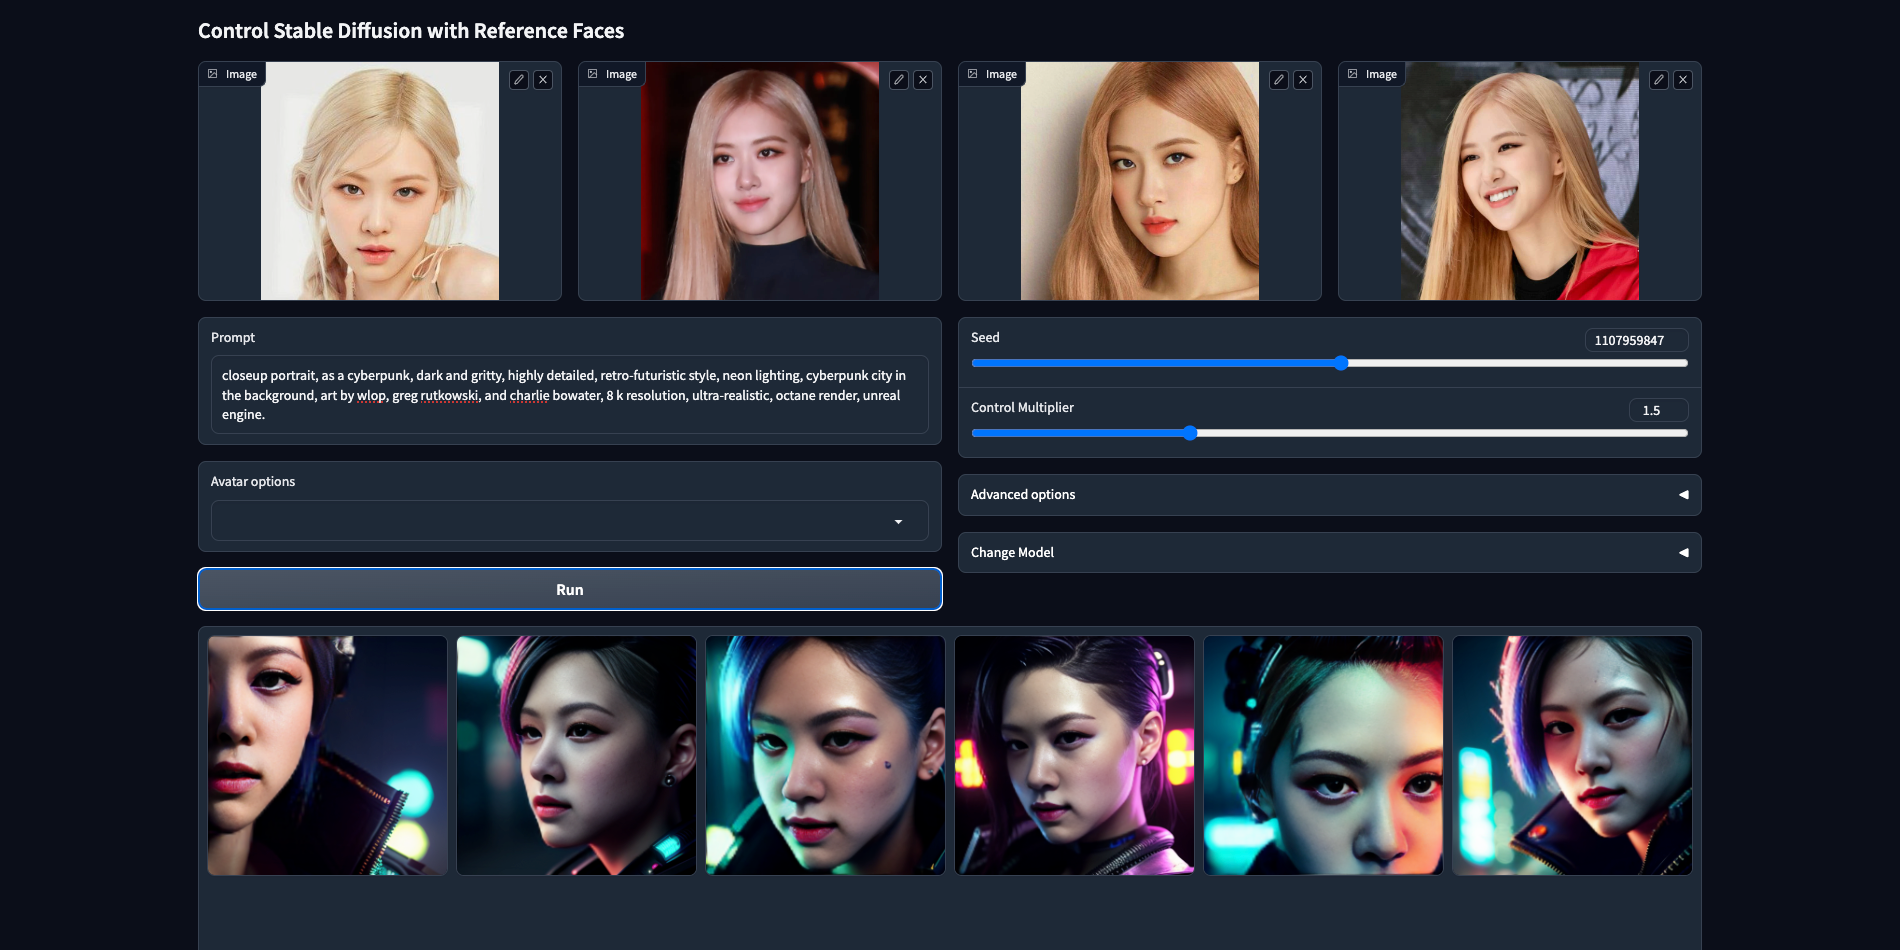 Control Stable Diffusion with Reference Faces
Image
Image
Image
Image
Prompt
closeup portrait, as a cyberpunk, dark and gritty, highly detailed, retro-futuristic style, neon lighting, cyberpunk city in
the background, art by wlop, greg rutkowski, and charlie bowater, 8 k resolution, ultra-realistic, octane render, unreal
engine.
Seed
1107959847
Control Multiplier
1.5
Avatar options
Advanced options
Change Model
Run